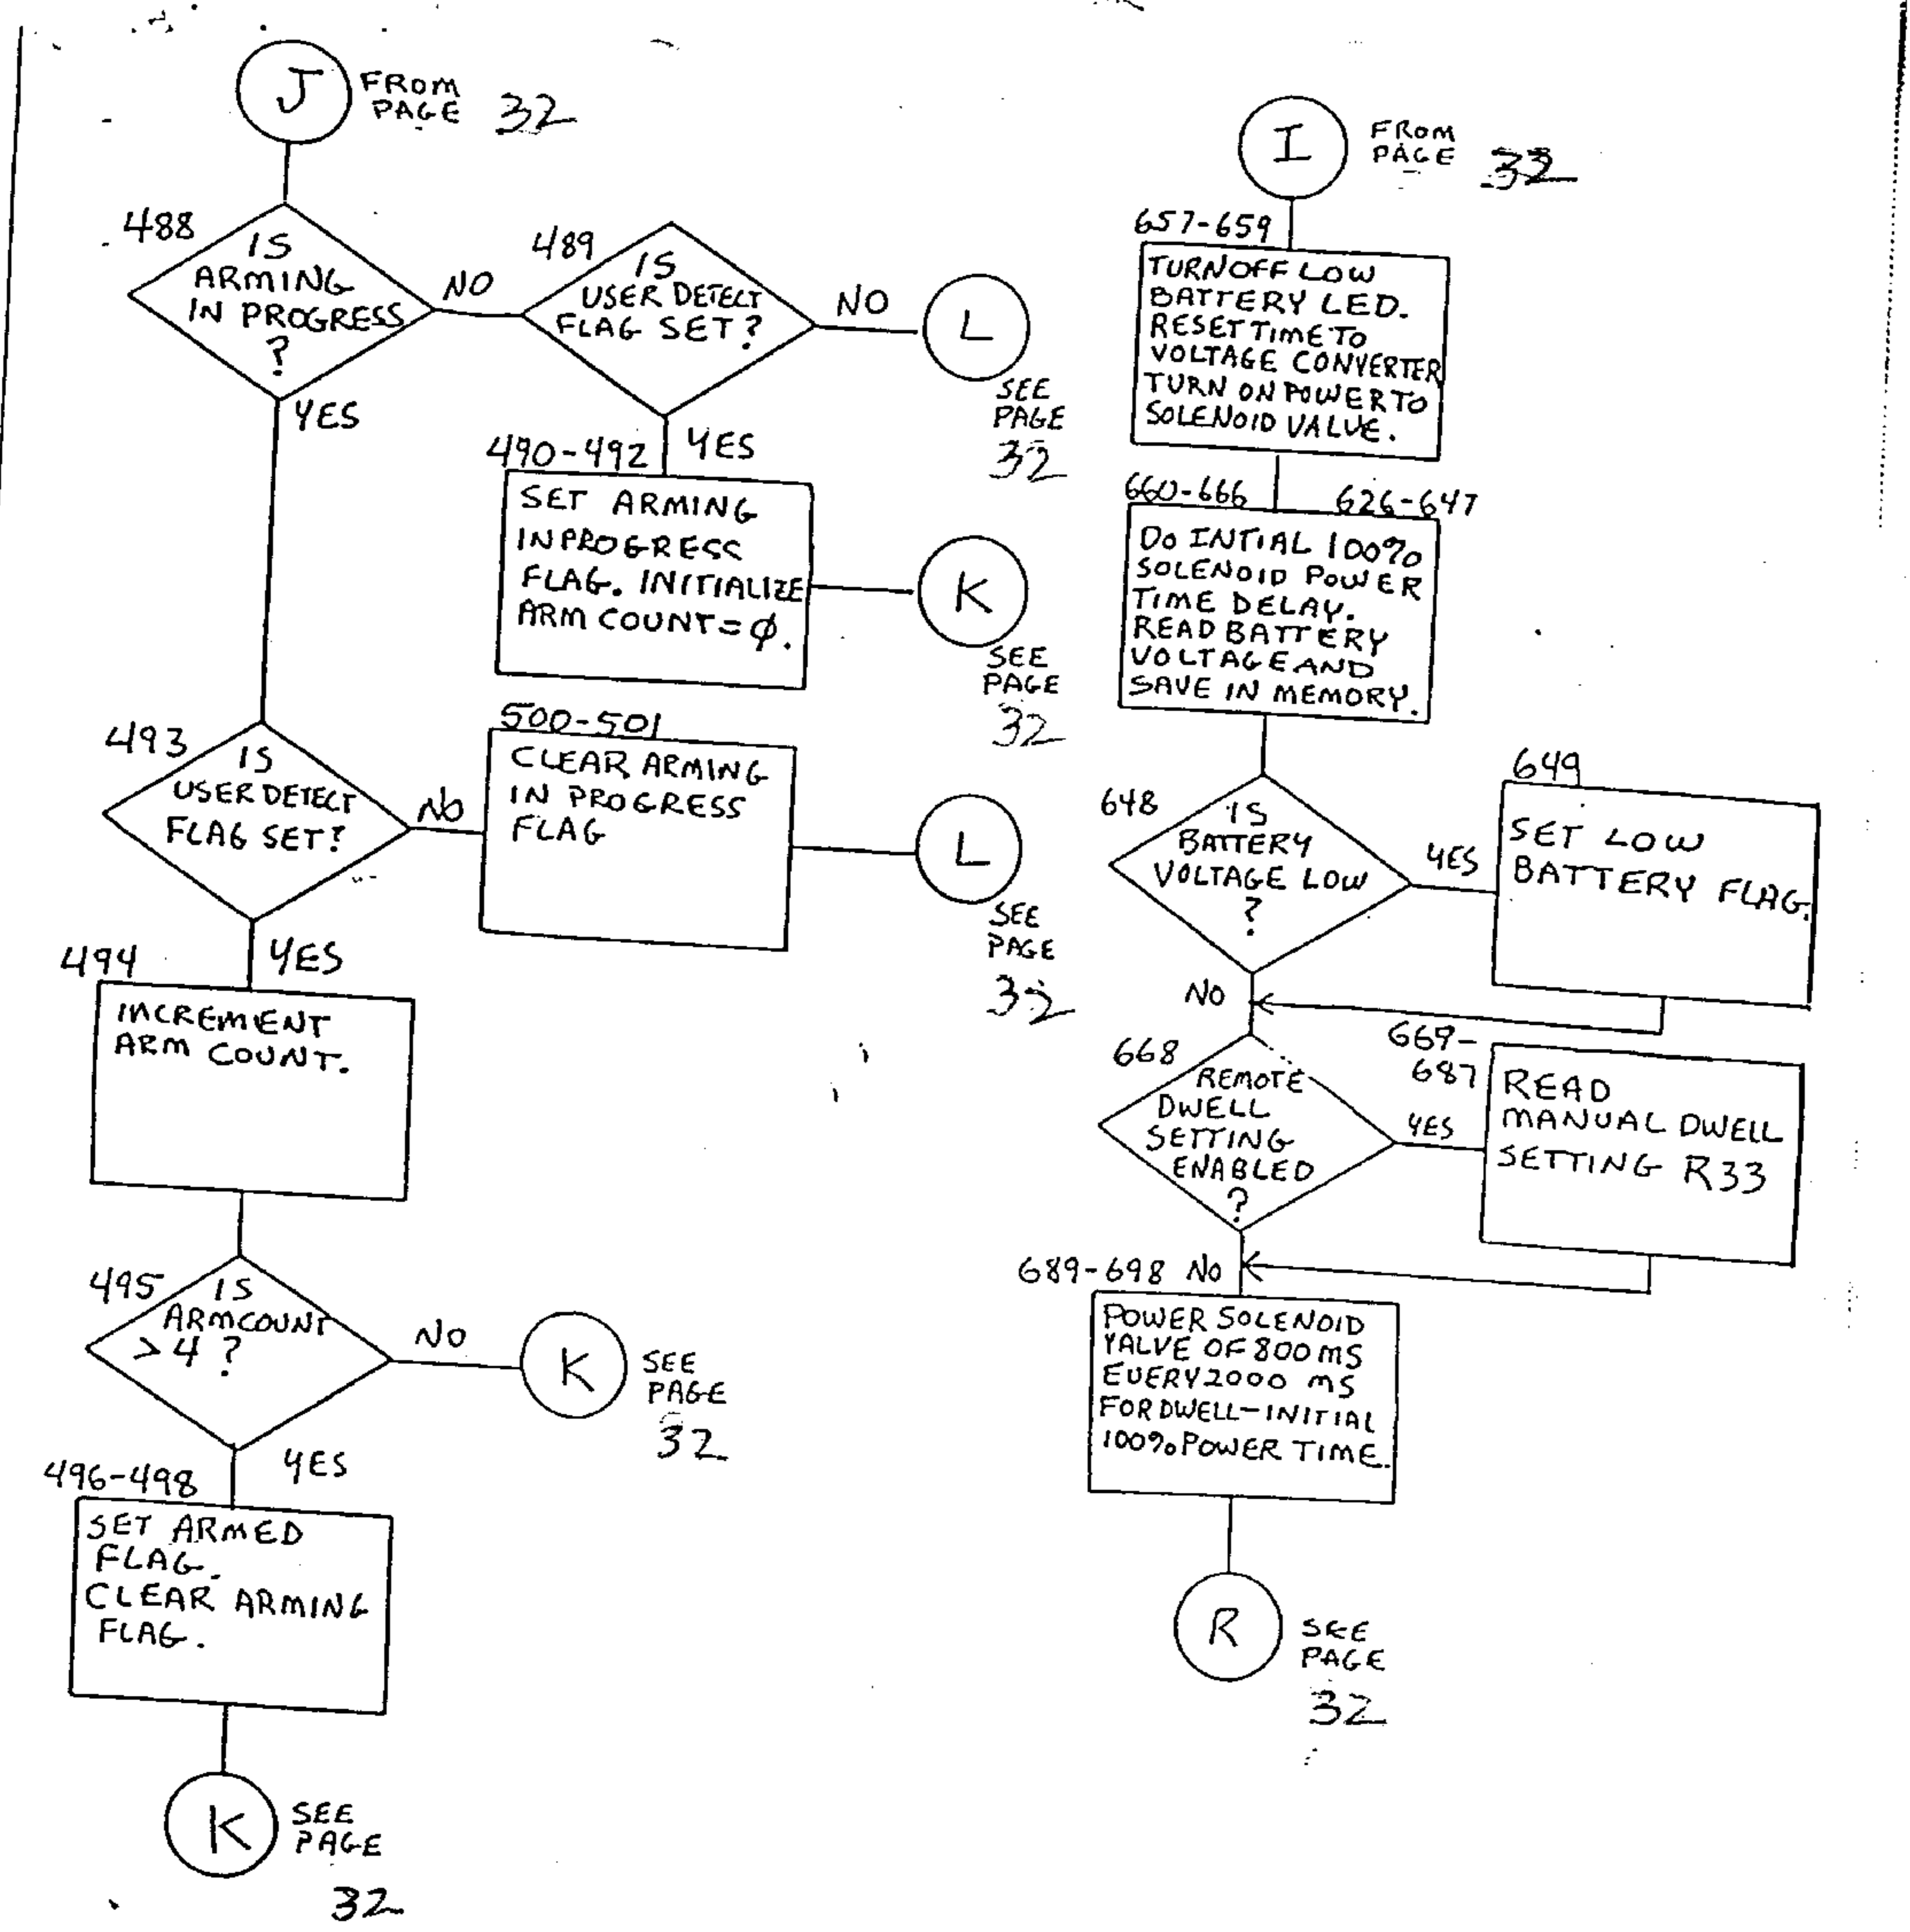 J
FROM
PAGE 32
488
IS
ARMING
IN PROGRESS
?
NO
YES
489
IS
USER DETECT
FLAG SET?
NO
L
SEE
PAGE
32
YES
490-492
SET ARMING
INPROGRESS
FLAG. INITIALIZE
ARM COUNT=φ.
K
SEE
PAGE
32
493
IS
USER DETECT
FLAG SET?
NO
500-501
CLEAR ARMING
IN PROGRESS
FLAG
L
SEE
PAGE
32
YES
494
INCREMENT
ARM COUNT.
495
IS
ARMCOUNT
>4?
NO
K
SEE
PAGE
32
YES
496-498
SET ARMED
FLAG.
CLEAR ARMING
FLAG.
K
SEE
PAGE
32
I
FROM
PAGE 32
657-659
TURNOFF LOW
BATTERY LED.
RESET TIME TO
VOLTAGE CONVERTER
TURN ON POWER TO
SOLENOID VALUE.
660-666 626-647
DO INTIAL 100%
SOLENOID POWER
TIME DELAY.
READ BATTERY
VOLTAGE AND
SAVE IN MEMORY.
648
IS
BATTERY
VOLTAGE LOW
?
YES
649
SET LOW
BATTERY FLAG.
NO
668
REMOTE
DWELL
SETTING
ENABLED
?
YES
669-
687
READ
MANUAL DWELL
SETTING R33
689-698 NO
POWER SOLENOID
VALVE OF 800 MS
EVERY 2000 MS
FOR DWELL-INITIAL
100% POWER TIME.
R
SEE
PAGE
32